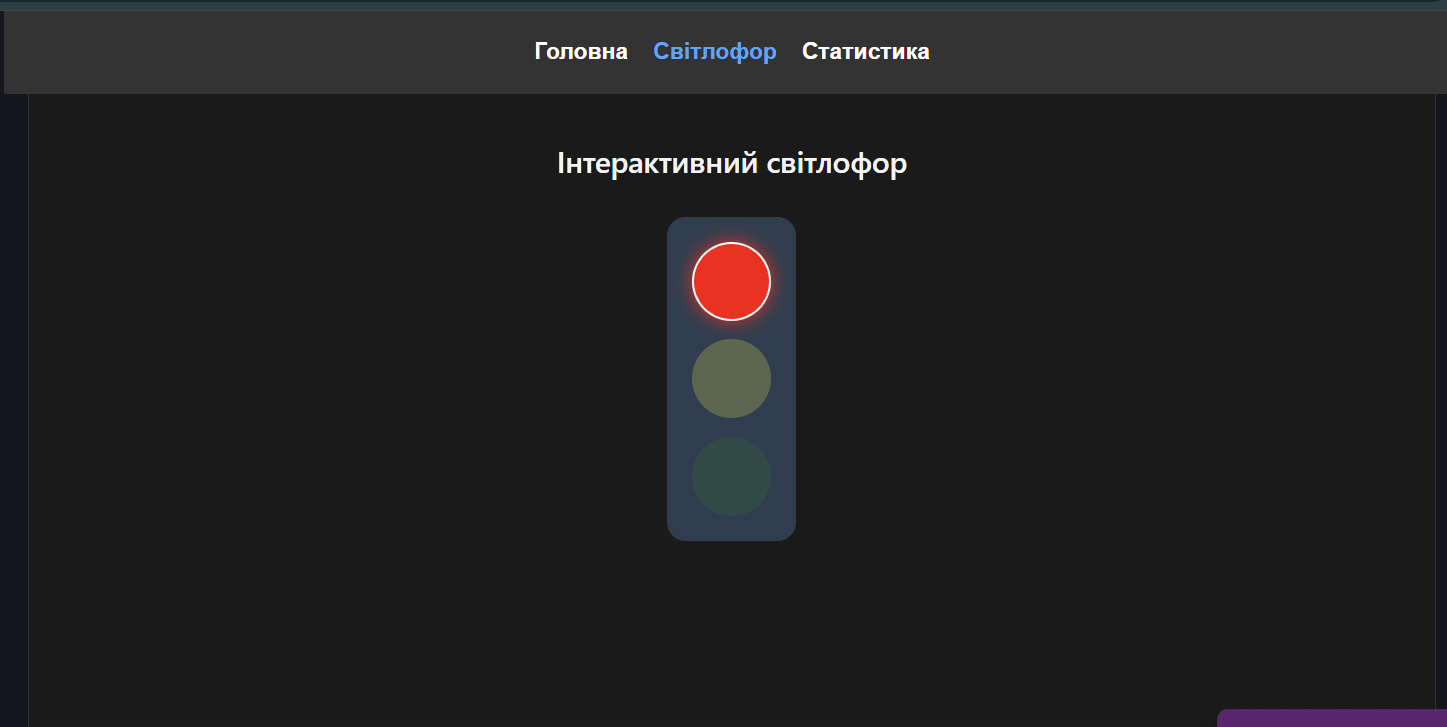 Головна Світлофор Статистика
Інтерактивний світлофор